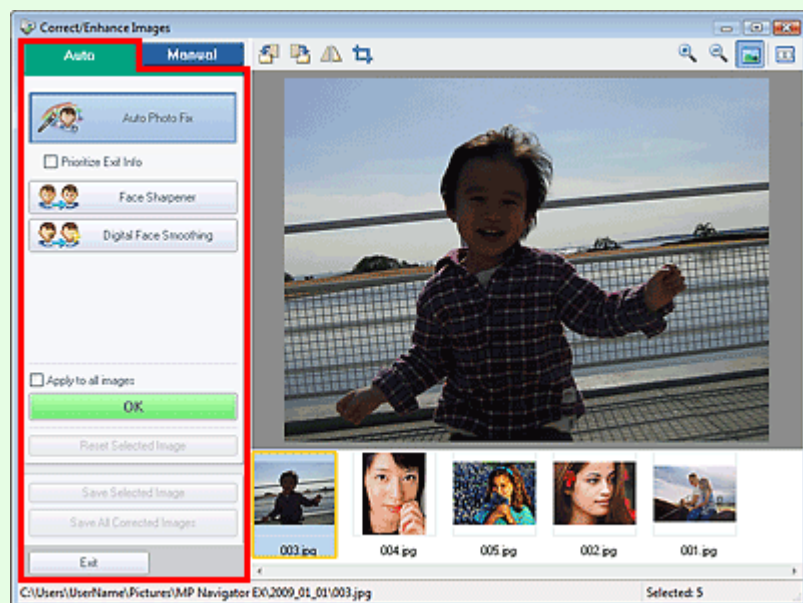 Correct/Enhance Images
Auto Manual
Auto Photo Fix
Prioritize Exif Info
Face Sharpener
Digital Face Smoothing
Apply to all images
OK
Reset Selected Image
Save Selected Image
Save All Corrected Images
Exit
003.jpg 004.jpg 005.jpg 002.jpg 001.jpg
C:\Users\UserName\Pictures\MP Navigator EX\2009_01_01\003.jpg Selected: 5